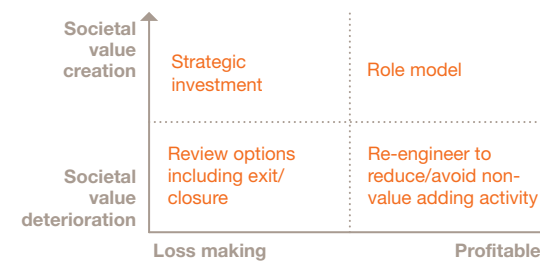 Societal
value
creation
Strategic
investment
Role model
Societal
value
deterioration
Review options
including exit/
closure
Re-engineer to
reduce/avoid non-
value adding activity
Loss making
Profitable